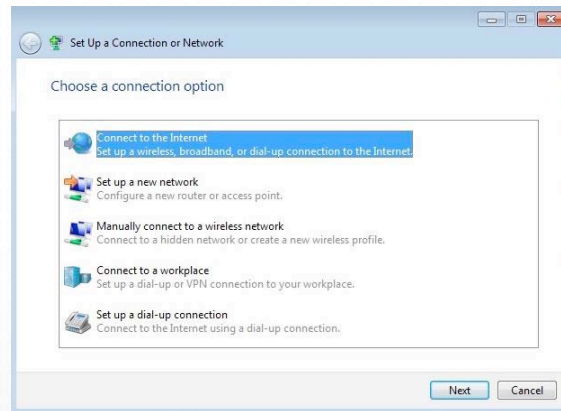 Set Up a Connection or Network
Choose a connection option
Connect to the Internet
Set up a wireless, broadband, or dial-up connection to the Internet.
Set up a new network
Configure a new router or access point.
Manually connect to a wireless network
Connect to a hidden network or create a new wireless profile.
Connect to a workplace
Set up a dial-up or VPN connection to your workplace.
Set up a dial-up connection
Connect to the Internet using a dial-up connection.
Next Cancel